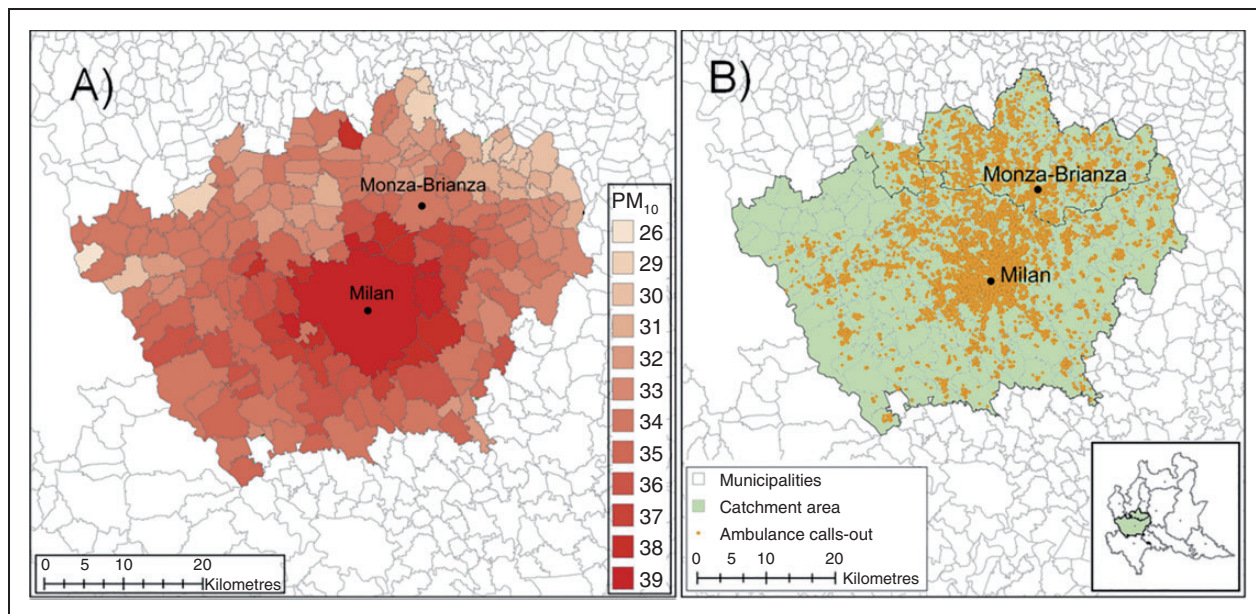 A)
Monza-Brianza
Milan
PM10
26
29
30
31
32
33
34
35
36
37
38
39
0 5 10 20
Kilometres
B)
Monza-Brianza
Milan
Municipalities
Catchment area
Ambulance calls-out
0 5 10 20
Kilometres